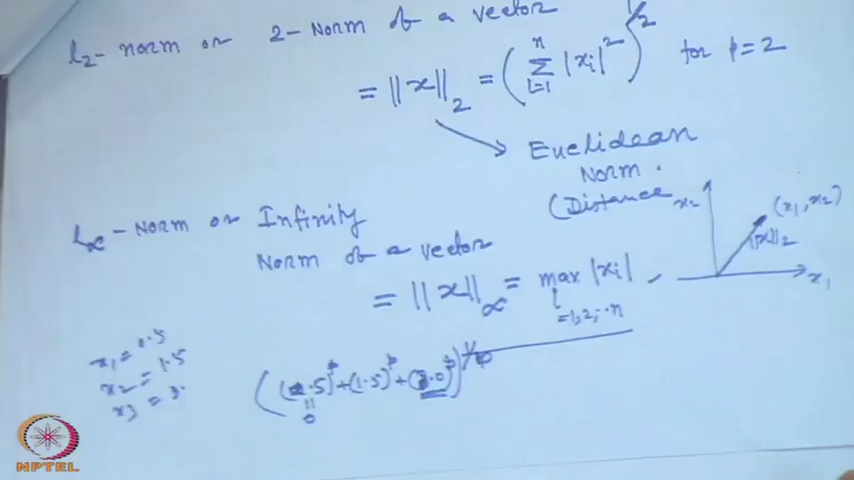 l₂- norm or 2-Norm of a vector
= ||x||₂ = (∑ᵢ₌₁ⁿ |xᵢ|²)^1/2 for p=2
Euclidean
Norm.
(Distance
x₂
(x₁, x₂)
||x||₂
x₁
L∞-Norm or Infinity
Norm of a vector
= ||x||∞ = max |xᵢ|
i
=1,2,..n
x₁ = 0.5
x₂ = 1.5
x₃ = 3.
+ (1.5)ᵖ + (3.0)ᵖ)^1/p
0
NPTEL